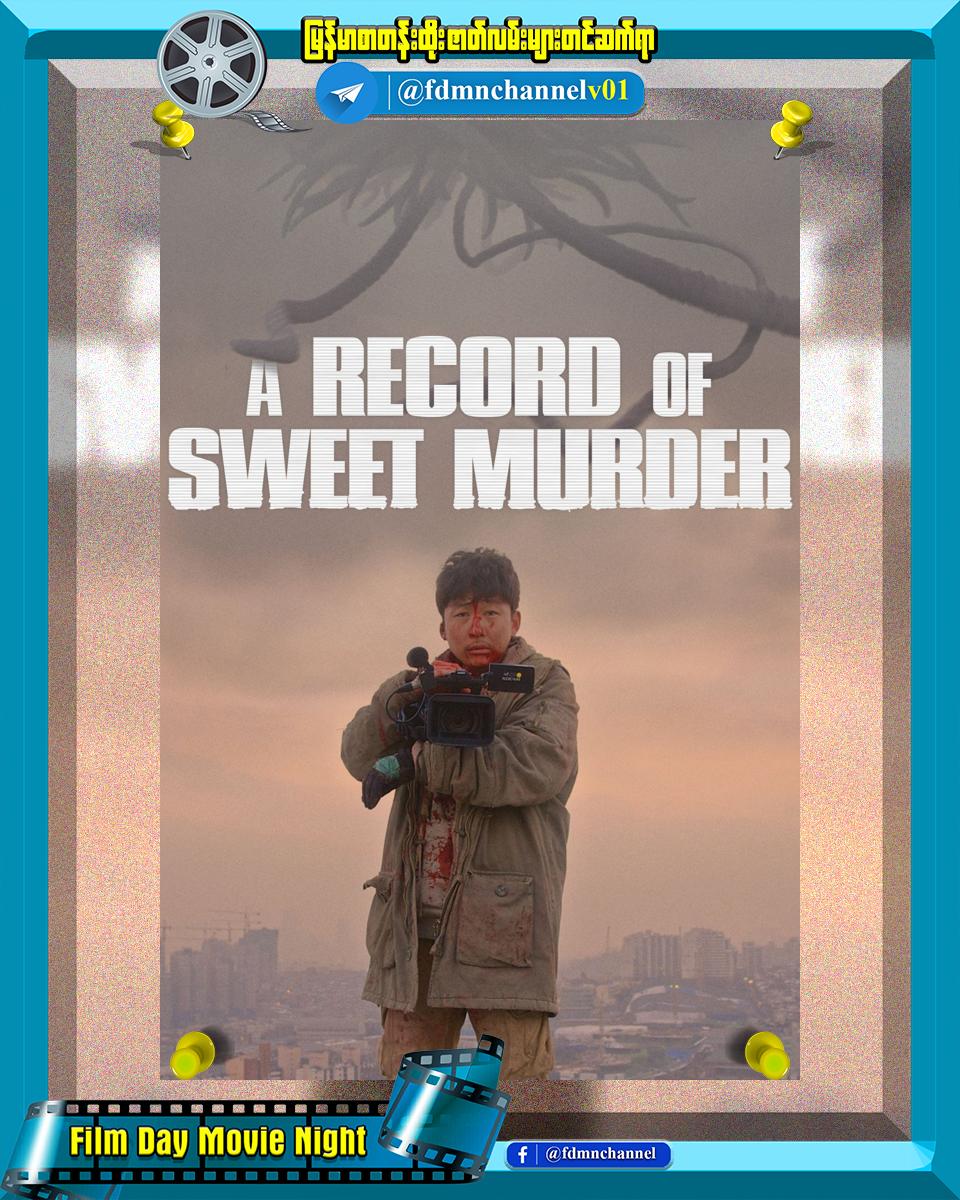 မြန်မာစာတန်းထိုးဇာတ်လမ်းများတင်ဆက်ရာ
@fdmnchannelv01
A RECORD OF
SWEET MURDER
Film Day Movie Night
@fdmnchannel